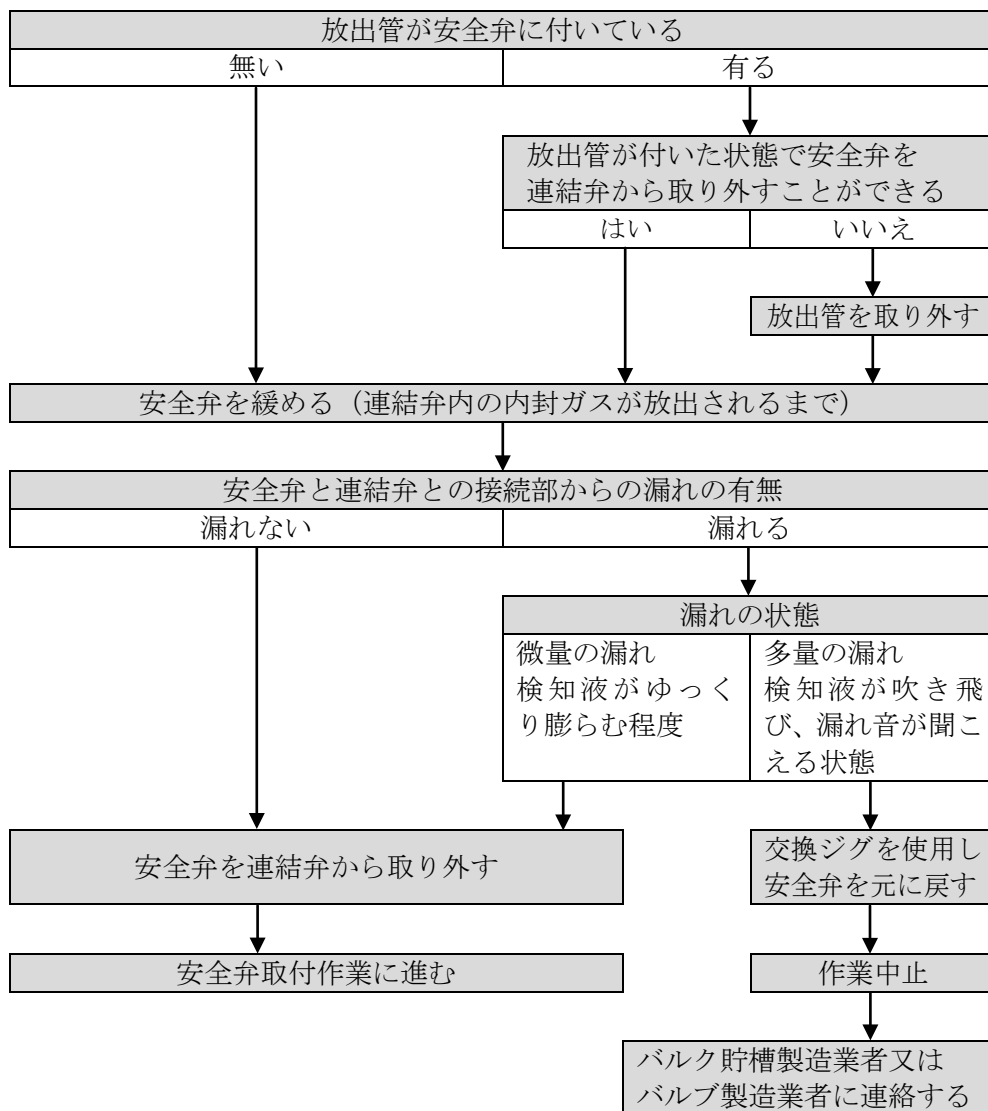 放出管が安全弁に付いている
無い
有る
放出管が付いた状態で安全弁を
連結弁から取り外すことができる
はい
いいえ
放出管を取り外す
安全弁を緩める（連結弁内の内封ガスが放出されるまで）
安全弁と連結弁との接続部からの漏れの有無
漏れない
漏れる
漏れの状態
微量の漏れ
検知液がゆっく
り膨らむ程度
多量の漏れ
検知液が吹き飛
び、漏れ音が聞こ
える状態
安全弁を連結弁から取り外す
交換ジグを使用し
安全弁を元に戻す
安全弁取付作業に進む
作業中止
バルク貯槽製造業者又は
バルブ製造業者に連絡する